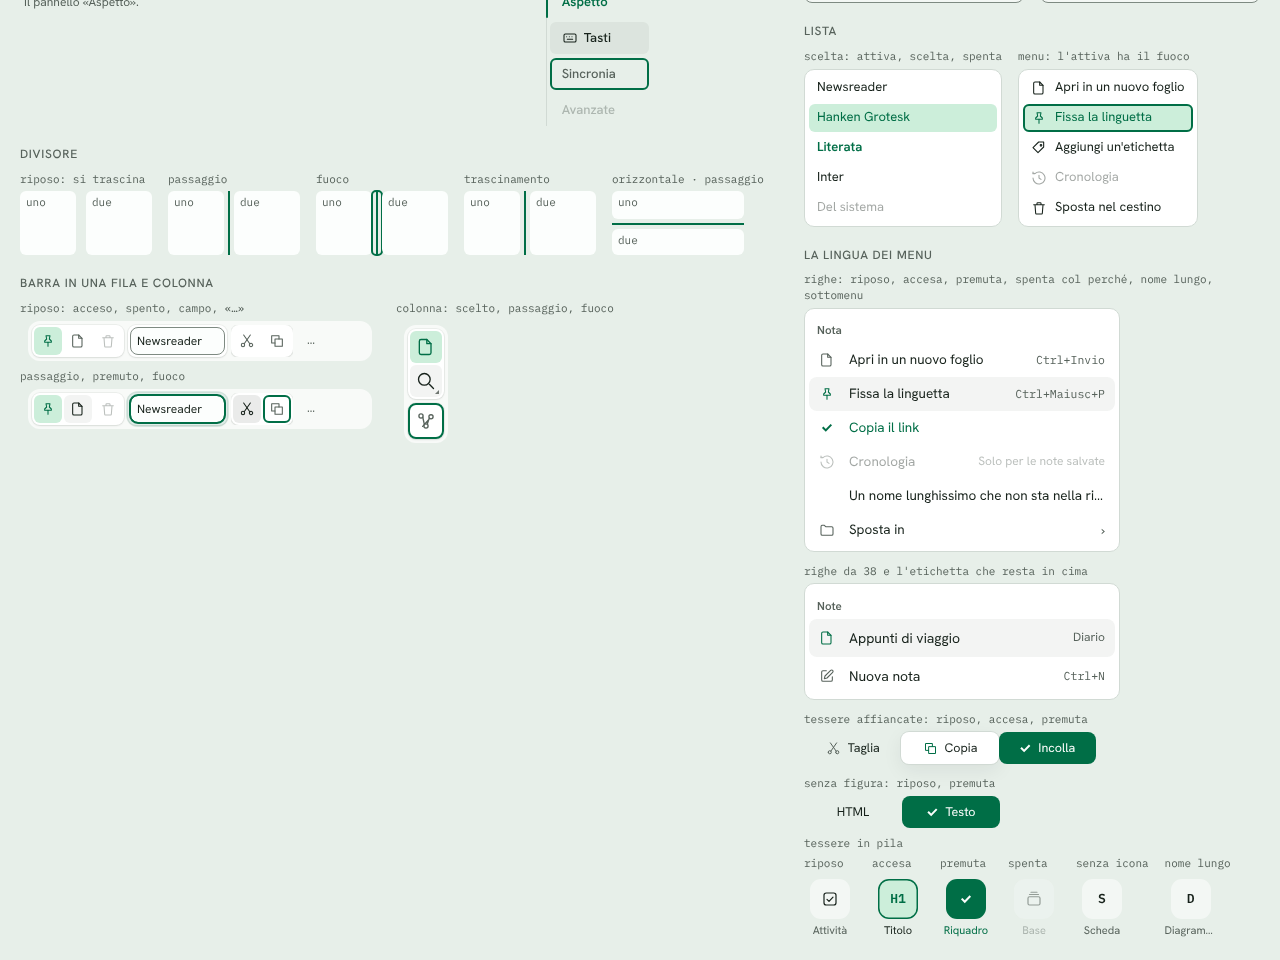 Il pannello «Aspetto».
Aspetto
Tasti
Sincronia
Avanzate
DIVISORE
riposo: si trascina
passaggio
fuoco
trascinamento
orizzontale · passaggio
uno
due
uno
due
uno
due
uno
due
uno
due
BARRA IN UNA FILA E COLONNA
riposo: acceso, spento, campo, «…»
Newsreader
…
passaggio, premuto, fuoco
Newsreader
…
colonna: scelto, passaggio, fuoco
LISTA
scelta: attiva, scelta, spenta
Newsreader
Hanken Grotesk
Literata
Inter
Del sistema
menu: l'attiva ha il fuoco
Apri in un nuovo foglio
Fissa la linguetta
Aggiungi un'etichetta
Cronologia
Sposta nel cestino
LA LINGUA DEI MENU
righe: riposo, accesa, premuta, spenta col perché, nome lungo,
sottomenu
Nota
Apri in un nuovo foglio Ctrl+Invio
Fissa la linguetta Ctrl+Maiusc+P
Copia il link
Cronologia Solo per le note salvate
Un nome lunghissimo che non sta nella ri…
Sposta in ›
righe da 38 e l'etichetta che resta in cima
Note
Appunti di viaggio Diario
Nuova nota Ctrl+N
tessere affiancate: riposo, accesa, premuta
Taglia Copia Incolla
senza figura: riposo, premuta
HTML Testo
tessere in pila
riposo accesa premuta spenta senza icona nome lungo
H1 S D
Attività Titolo Riquadro Base Scheda Diagram…